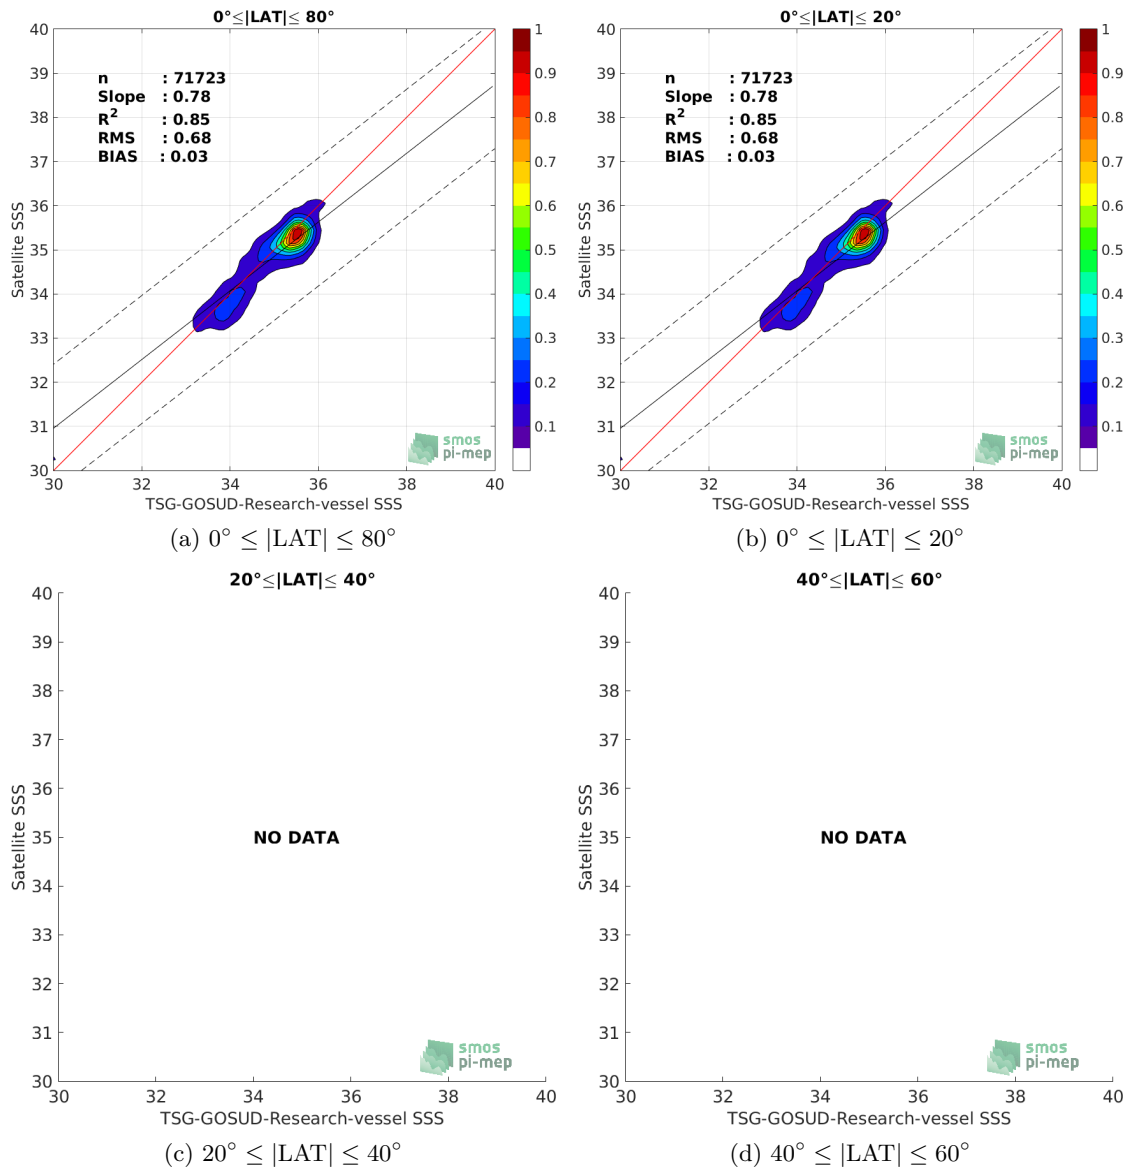 0°≤|LAT|≤ 80°
40
39
38
37
36
35
34
33
32
31
30
Satellite SSS
n : 71723
Slope : 0.78
R² : 0.85
RMS : 0.68
BIAS : 0.03
1
0.9
0.8
0.7
0.6
0.5
0.4
0.3
0.2
0.1
smos
pi-mep
30 32 34 36 38 40
TSG-GOSUD-Research-vessel SSS
(a) 0° ≤ |LAT| ≤ 80°
0°≤|LAT|≤ 20°
40
39
38
37
36
35
34
33
32
31
30
Satellite SSS
n : 71723
Slope : 0.78
R² : 0.85
RMS : 0.68
BIAS : 0.03
1
0.9
0.8
0.7
0.6
0.5
0.4
0.3
0.2
0.1
smos
pi-mep
30 32 34 36 38 40
TSG-GOSUD-Research-vessel SSS
(b) 0° ≤ |LAT| ≤ 20°
20°≤|LAT|≤ 40°
40
39
38
37
36
35
34
33
32
31
30
Satellite SSS
NO DATA
smos
pi-mep
30 32 34 36 38 40
TSG-GOSUD-Research-vessel SSS
(c) 20° ≤ |LAT| ≤ 40°
40°≤|LAT|≤ 60°
40
39
38
37
36
35
34
33
32
31
30
Satellite SSS
NO DATA
smos
pi-mep
30 32 34 36 38 40
TSG-GOSUD-Research-vessel SSS
(d) 40° ≤ |LAT| ≤ 60°